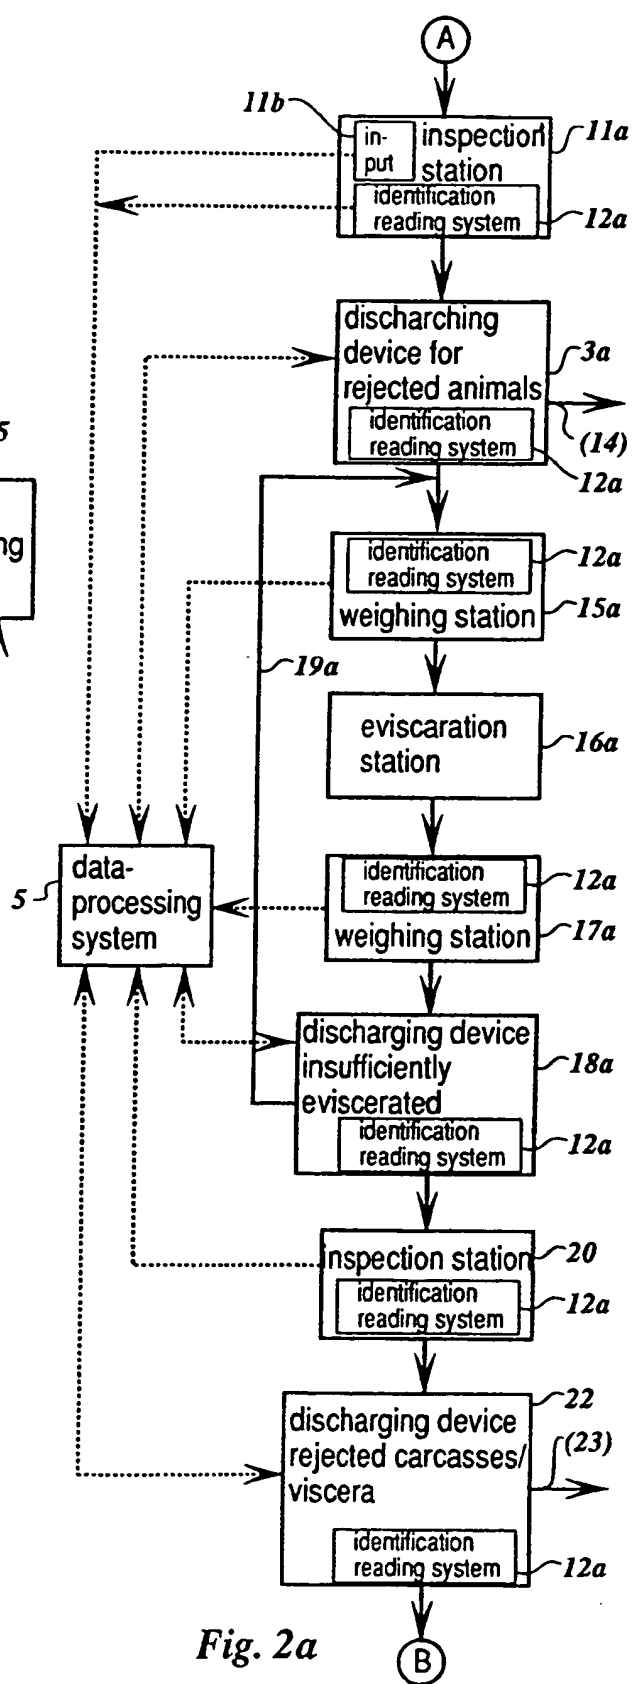 A
11b
in-
put
inspection
station
11a
identification
reading system
12a
discharching
device for
rejected animals
3a
identification
reading system
(14)
12a
5
ng
identification
reading system
12a
weighing station
15a
19a
eviscaration
station
16a
data-
processing
system
5
identification
reading system
12a
weighing station
17a
discharging device
insufficiently
eviscerated
18a
identification
reading system
12a
inspection station
20
identification
reading system
12a
22
discharging device
rejected carcasses/
viscera
(23)
identification
reading system
12a
Fig. 2a
B